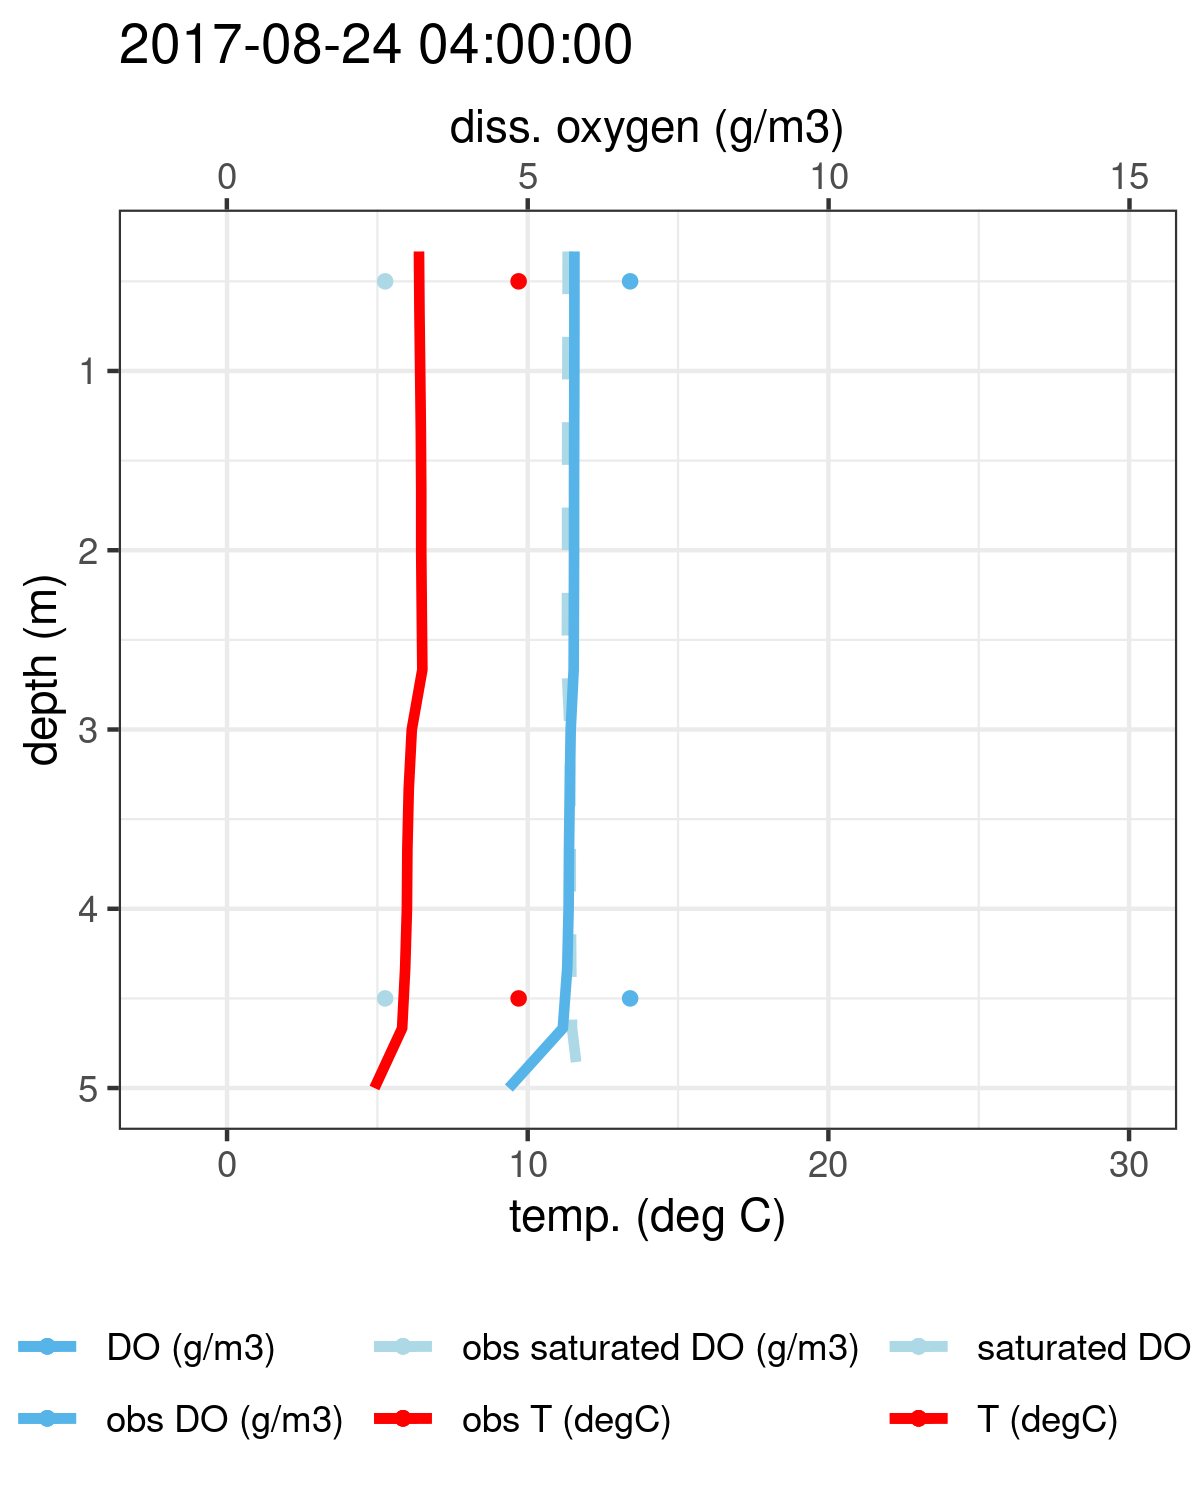 2017-08-24 04:00:00
diss. oxygen (g/m3)
0 5 10 15
depth (m)
1
2
3
4
5
0 10 20 30
temp. (deg C)
DO (g/m3) obs saturated DO (g/m3) saturated DO
obs DO (g/m3) obs T (degC) T (degC)